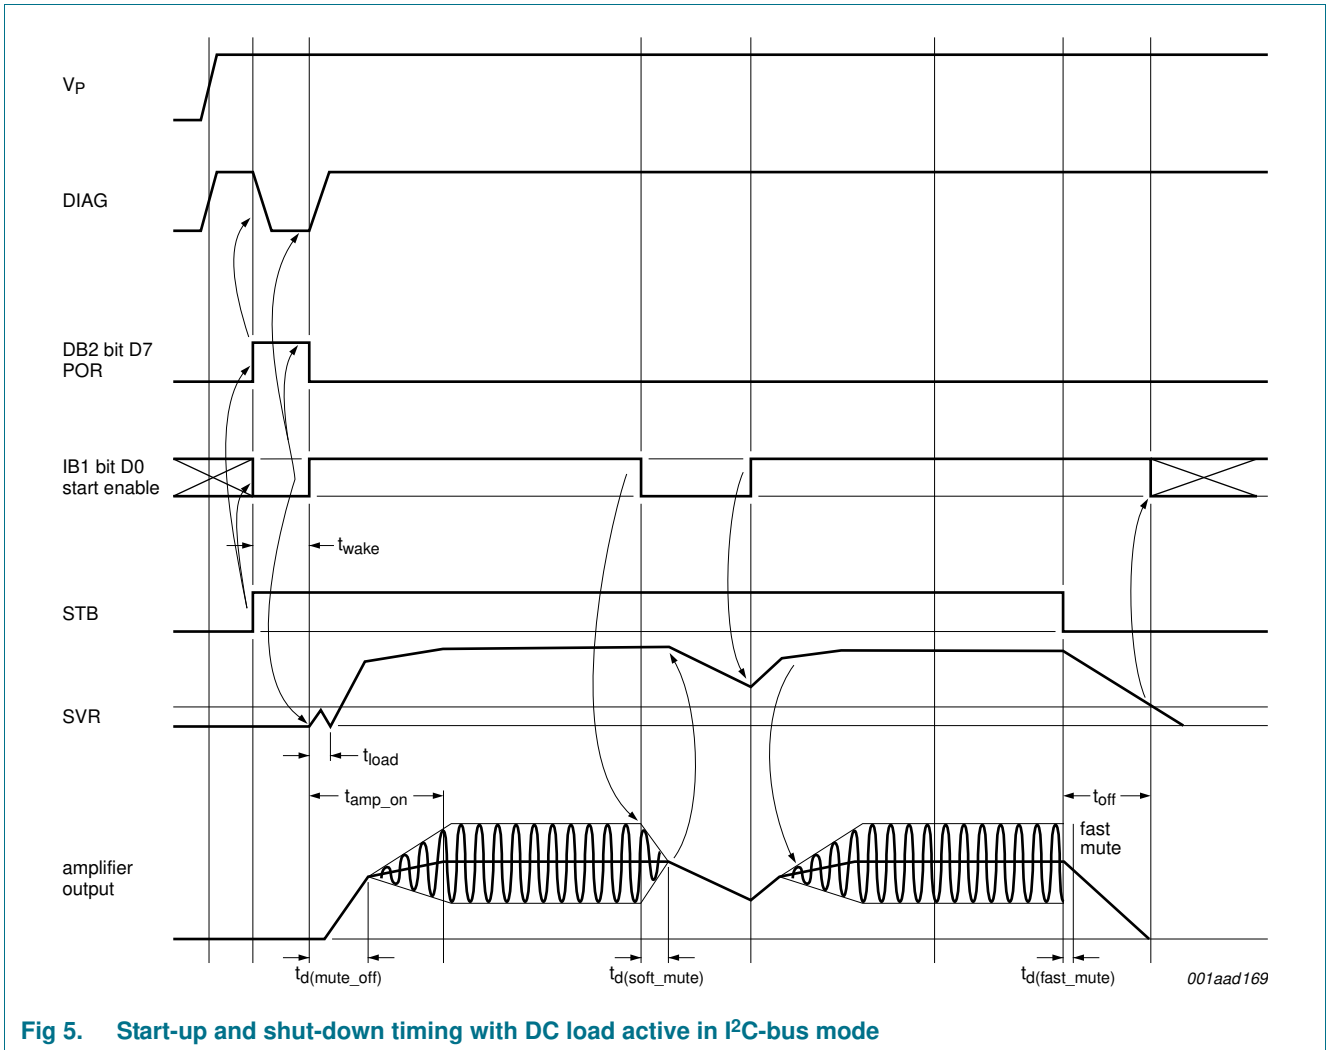 VP
DIAG
DB2 bit D7
POR
IB1 bit D0
start enable
twake
STB
SVR
tload
tamp_on
toff
fast
mute
amplifier
output
td(mute_off)
td(soft_mute)
td(fast_mute)
001aad169
Fig 5. Start-up and shut-down timing with DC load active in I2C-bus mode